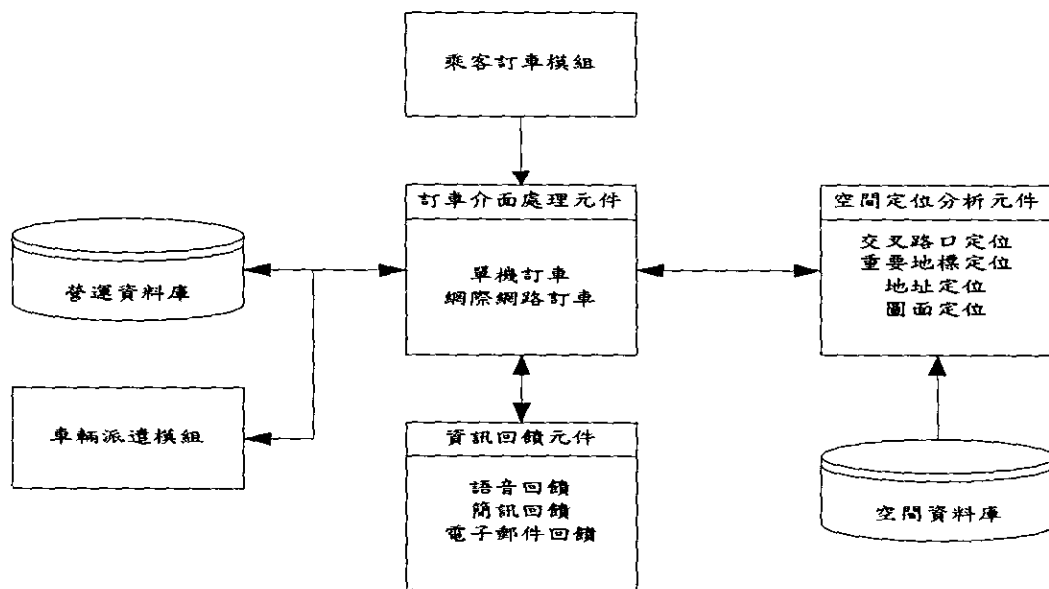 乘客訂車模組
訂車介面處理元件
單機訂車
網際網路訂車
空間定位分析元件
交叉路口定位
重要地標定位
地址定位
圖面定位
營運資料庫
車輛派遣模組
資訊回饋元件
語音回饋
簡訊回饋
電子郵件回饋
空間資料庫